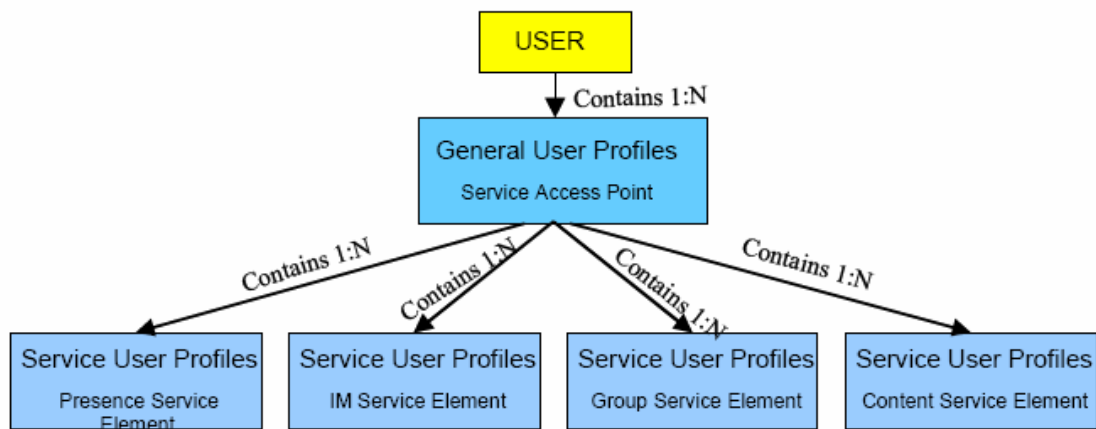 USER
Contains 1:N
General User Profiles
Service Access Point
Contains 1:N
Contains 1:N
Contains 1:N
Contains 1:N
Service User Profiles
Presence Service
Element
Service User Profiles
IM Service Element
Service User Profiles
Group Service Element
Service User Profiles
Content Service Element